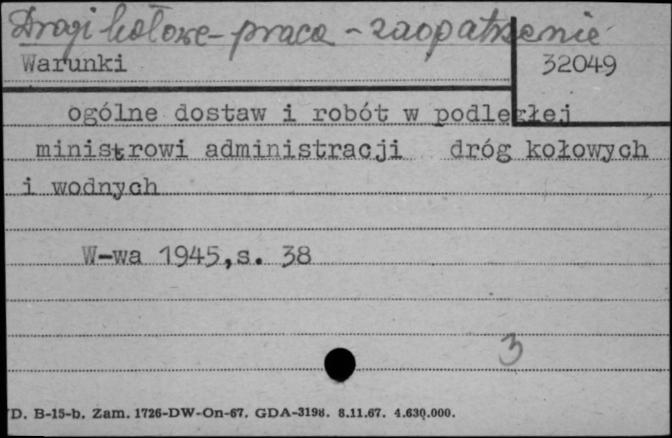 Drogi kołowe - praca - zaopatrzenie
Warunki
32049
ogólne dostaw i robót w podległej
ministrowi administracji dróg kołowych
i wodnych
W-wa 1945,s. 38
3
D. B-15-b. Zam. 1726-DW-On-67. GDA-3198. 8.11.67. 4.630.000.